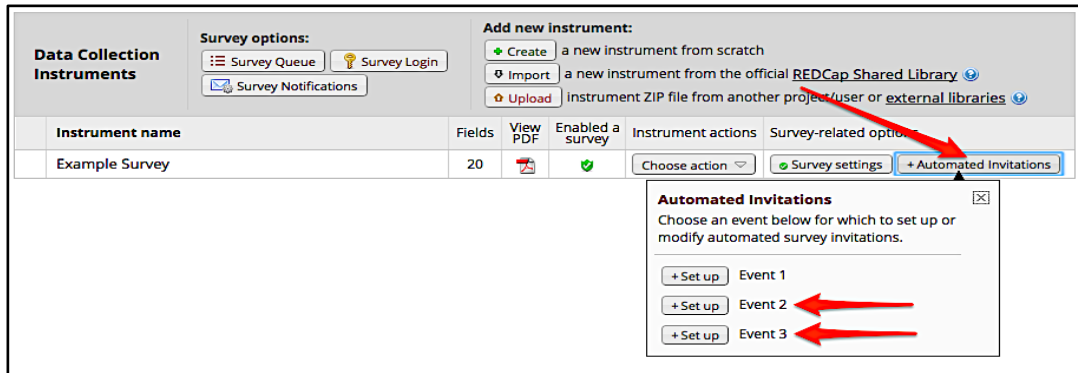 Data Collection
Instruments
Survey options:
Survey Queue Survey Login
Survey Notifications
Add new instrument:
Create a new instrument from scratch
Import a new instrument from the official REDCap Shared Library ?
Upload instrument ZIP file from another project/user or external libraries ?
Instrument name Fields View PDF Enabled a survey Instrument actions Survey-related options
Example Survey 20 Choose action Survey settings + Automated Invitations
Automated Invitations
Choose an event below for which to set up or
modify automated survey invitations.
+ Set up Event 1
+ Set up Event 2
+ Set up Event 3